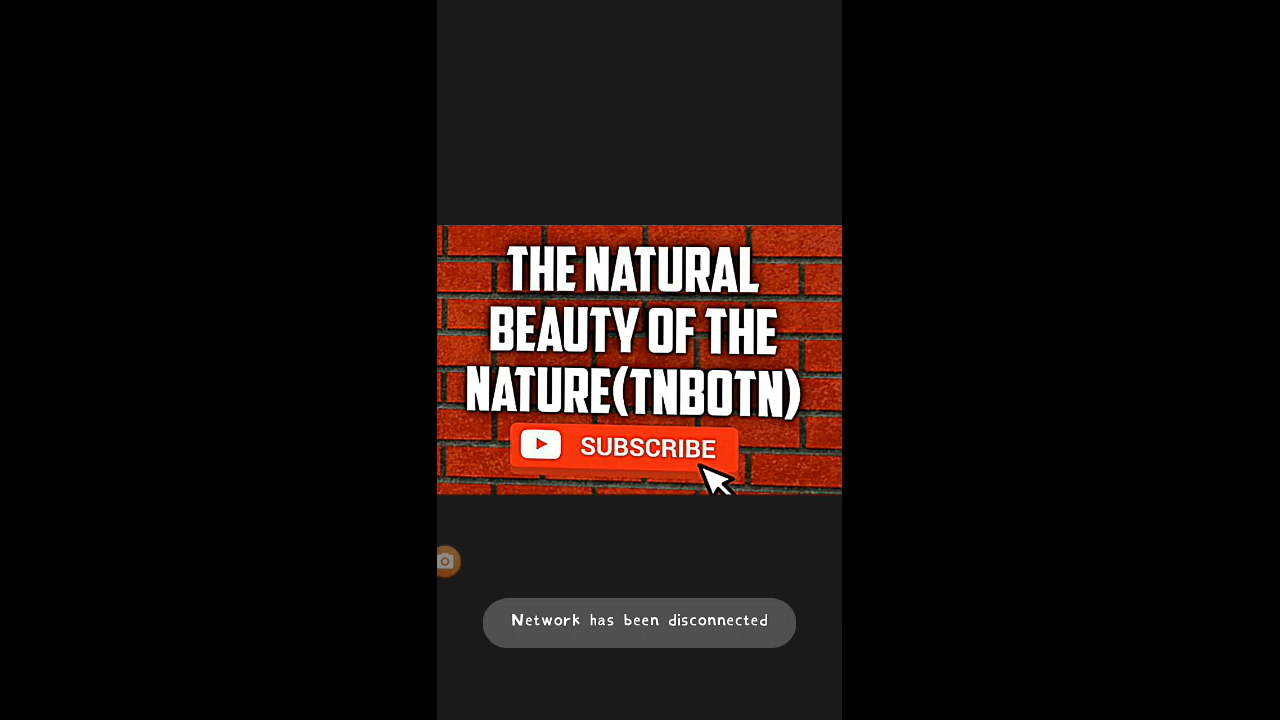 THE NATURAL
BEAUTY OF THE
NATURE(TNBOTN)
SUBSCRIBE
Network has been disconnected